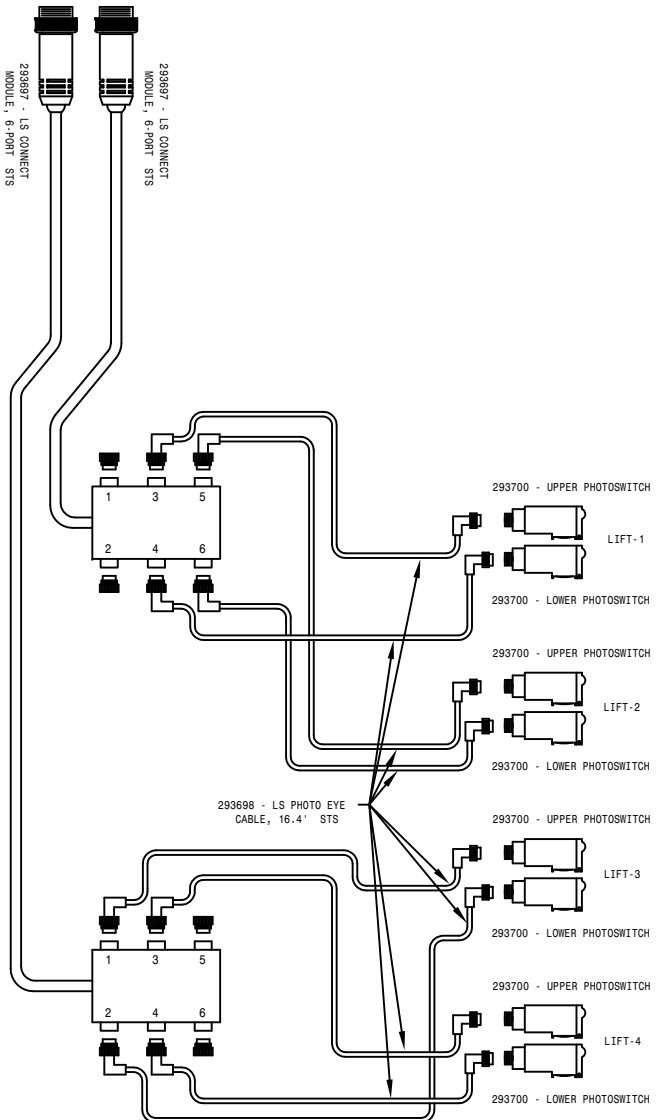 293697 - LS CONNECT
MODULE, 6-PORT STS
293697 - LS CONNECT
MODULE, 6-PORT STS
1 3 5
2 4 6
293700 - UPPER PHOTOSWITCH
LIFT-1
293700 - LOWER PHOTOSWITCH
293700 - UPPER PHOTOSWITCH
LIFT-2
293700 - LOWER PHOTOSWITCH
293698 - LS PHOTO EYE
CABLE, 16.4' STS
293700 - UPPER PHOTOSWITCH
LIFT-3
293700 - LOWER PHOTOSWITCH
1 3 5
2 4 6
293700 - UPPER PHOTOSWITCH
LIFT-4
293700 - LOWER PHOTOSWITCH